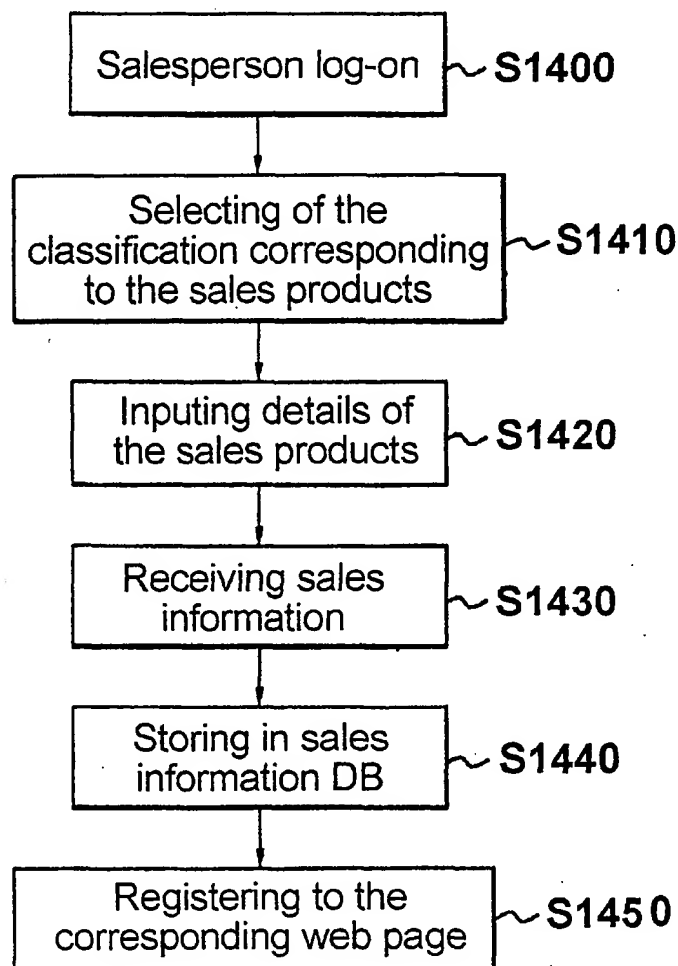 Salesperson log-on S1400
Selecting of the
classification corresponding S1410
to the sales products
Inputing details of
the sales products S1420
Receiving sales
information S1430
Storing in sales
information DB S1440
Registering to the
corresponding web page S1450